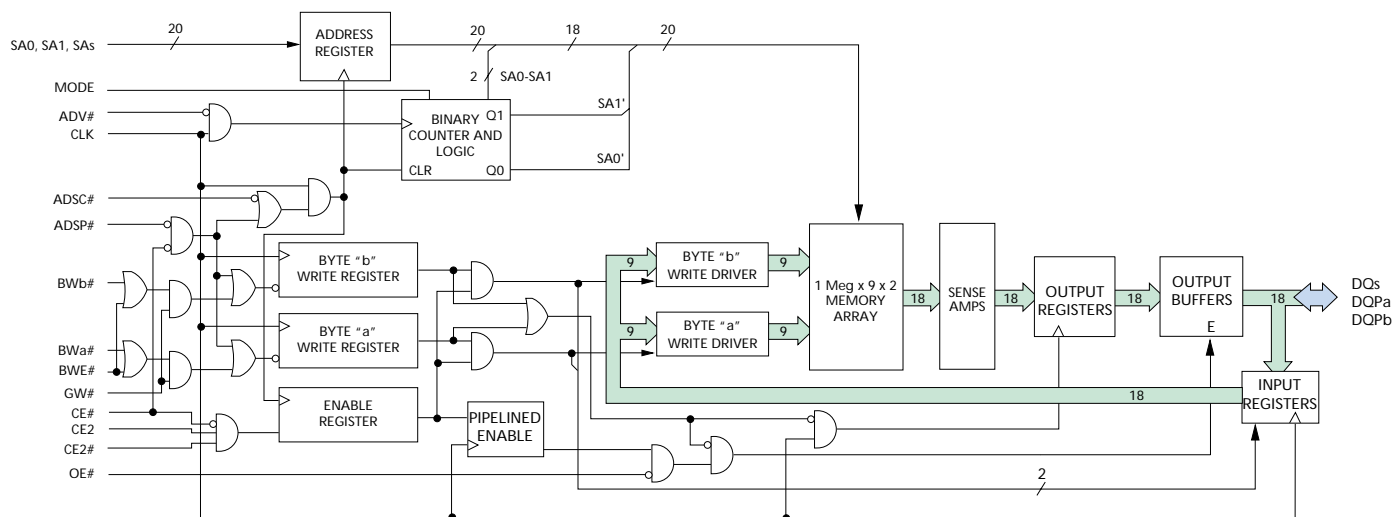 SA0, SA1, SAs
20
ADDRESS
REGISTER
20
18
20
2
SA0-SA1
MODE
ADV#
CLK
BINARY
COUNTER AND
LOGIC
Q1
CLR
Q0
SA1'
SA0'
ADSC#
ADSP#
BWb#
BYTE "b"
WRITE REGISTER
BWa#
BWE#
BYTE "a"
WRITE REGISTER
GW#
CE#
CE2
CE2#
ENABLE
REGISTER
OE#
PIPELINED
ENABLE
9
BYTE "b"
WRITE DRIVER
9
9
BYTE "a"
WRITE DRIVER
9
1 Meg x 9 x 2
MEMORY
ARRAY
18
SENSE
AMPS
18
OUTPUT
REGISTERS
18
OUTPUT
BUFFERS
E
18
DQs
DQPa
DQPb
18
INPUT
REGISTERS
2